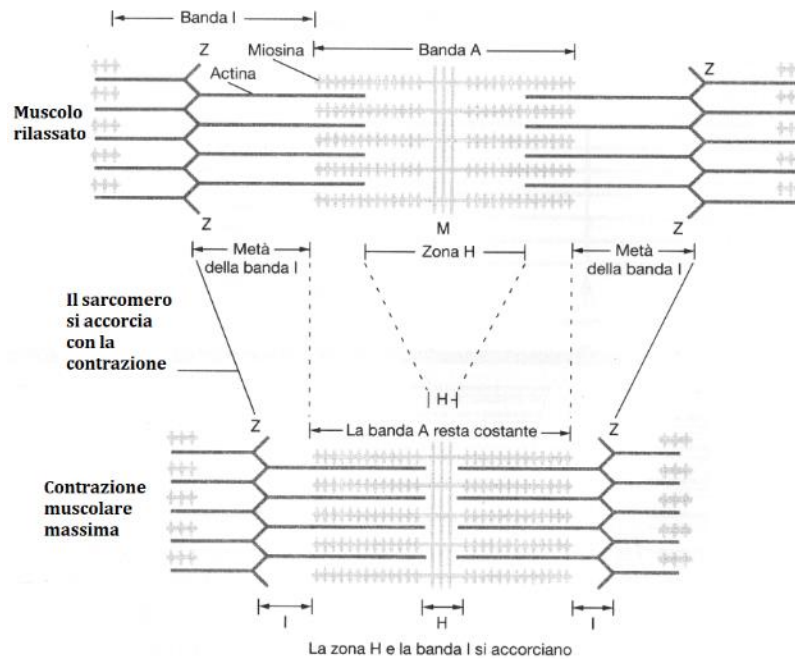 Banda I
Z
Miosina
Banda A
Z
Actina
Muscolo
rilassato
Z
M
Z
Metà
della banda I
Zona H
Metà
della banda I
Il sarcomero
si accorcia
con la
contrazione
H
Z
La banda A resta costante
Z
Contrazione
muscolare
massima
I
H
I
La zona H e la banda I si accorciano